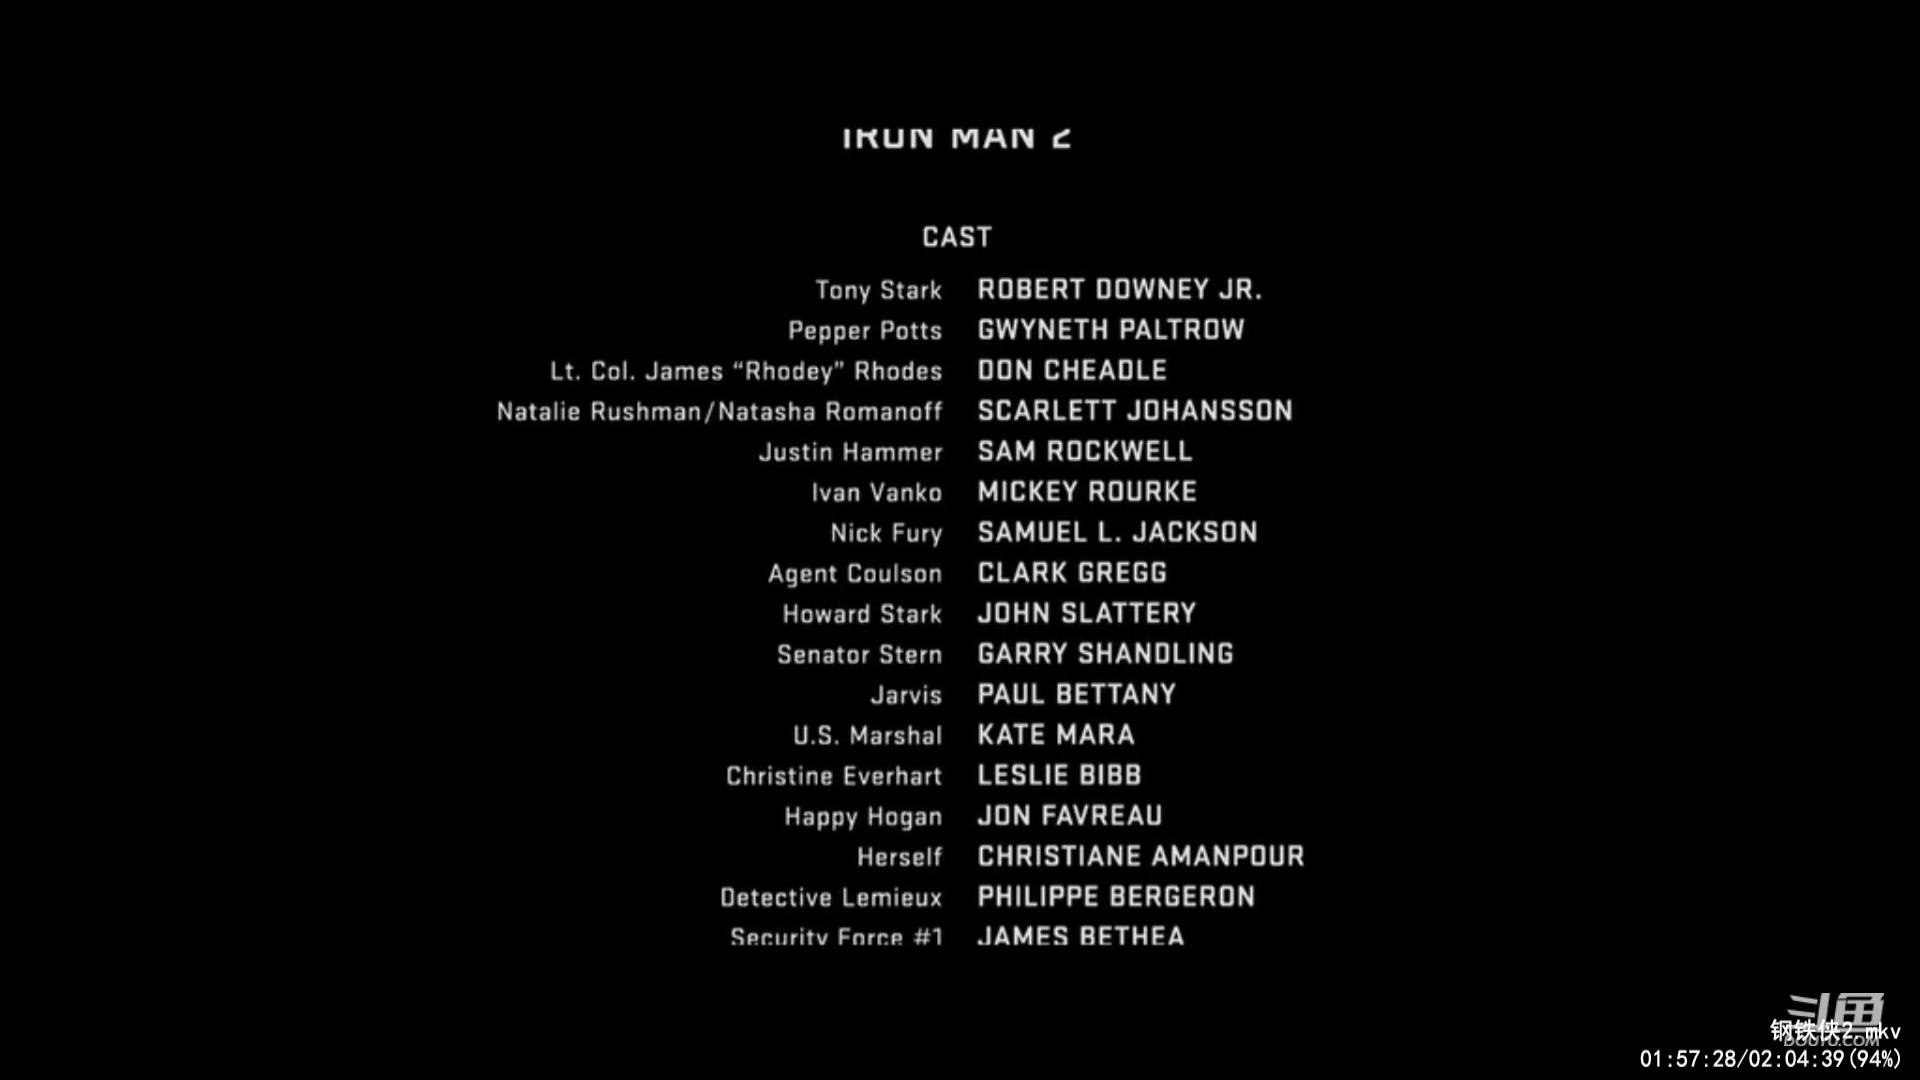 IRON MAN 2
CAST
Tony Stark ROBERT DOWNEY JR.
Pepper Potts GWYNETH PALTROW
Lt. Col. James “Rhodey” Rhodes DON CHEADLE
Natalie Rushman/Natasha Romanoff SCARLETT JOHANSSON
Justin Hammer SAM ROCKWELL
Ivan Vanko MICKEY ROURKE
Nick Fury SAMUEL L. JACKSON
Agent Coulson CLARK GREGG
Howard Stark JOHN SLATTERY
Senator Stern GARRY SHANDLING
Jarvis PAUL BETTANY
U.S. Marshal KATE MARA
Christine Everhart LESLIE BIBB
Happy Hogan JON FAVREAU
Herself CHRISTIANE AMANPOUR
Detective Lemieux PHILIPPE BERGERON
Security Force #1 JAMES BETHEA
斗鱼
钢铁侠2.mkv
DOUYU.COM
01:57:28/02:04:39(94%)